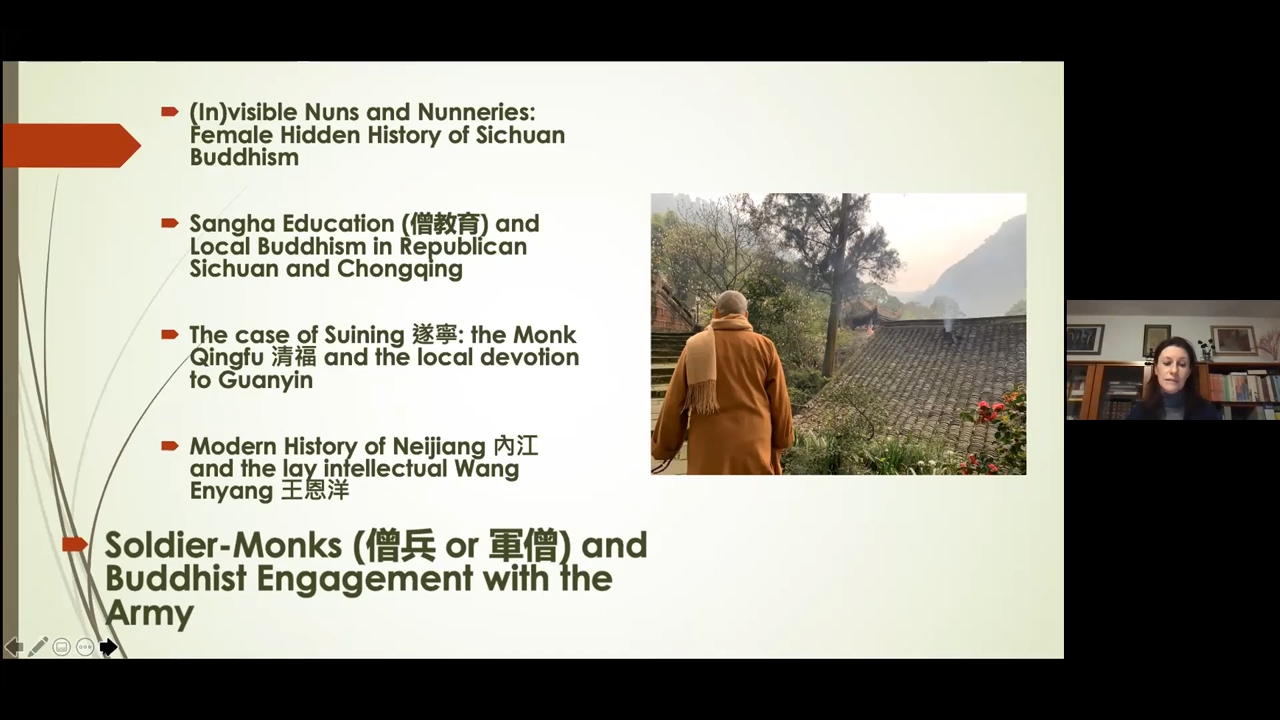 (In)visible Nuns and Nunneries:
Female Hidden History of Sichuan
Buddhism
Sangha Education (僧教育) and
Local Buddhism in Republican
Sichuan and Chongqing
The case of Suining 遂寧: the Monk
Qingfu 清福 and the local devotion
to Guanyin
Modern History of Neijiang 內江
and the lay intellectual Wang
Enyang 王恩洋
Soldier-Monks (僧兵 or 軍僧) and
Buddhist Engagement with the
Army